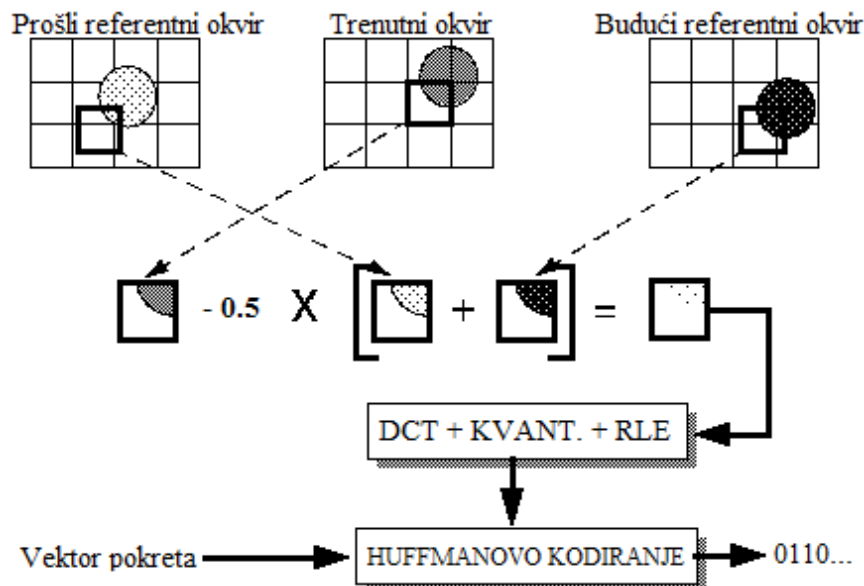 Prošli referentni okvir
Trenutni okvir
Budući referentni okvir
- 0.5 X [ + ] =
DCT + KVANT. + RLE
Vektor pokreta
HUFFMANOVO KODIRANJE
0110...